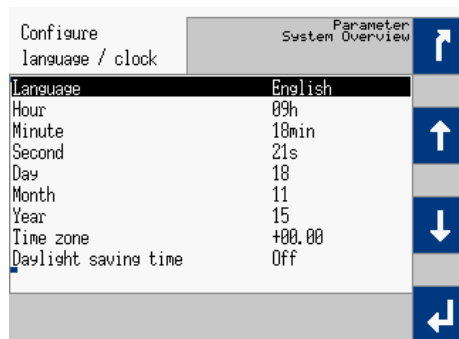 Configure
language / clock
Parameter
System Overview
Language English
Hour 09h
Minute 18min
Second 21s
Day 18
Month 11
Year 15
Time zone +00.00
Daylight saving time Off